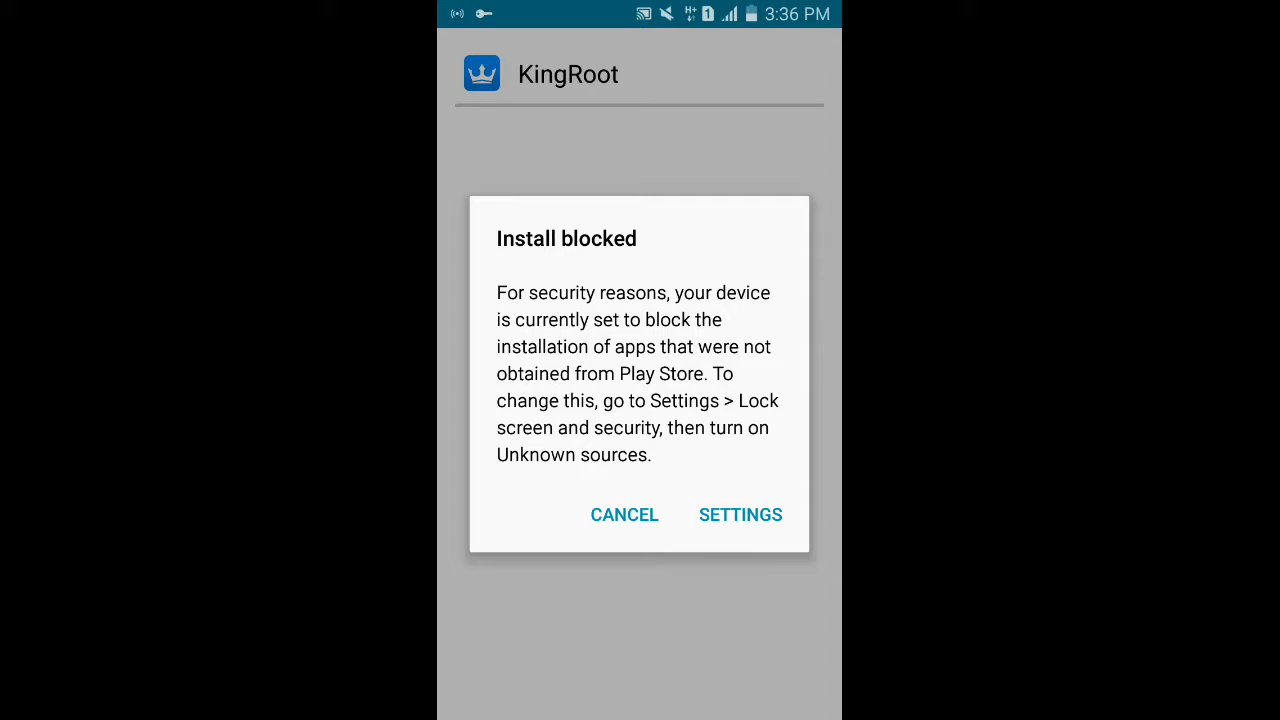 3:36 PM
KingRoot
Install blocked
For security reasons, your device
is currently set to block the
installation of apps that were not
obtained from Play Store. To
change this, go to Settings > Lock
screen and security, then turn on
Unknown sources.
CANCEL SETTINGS